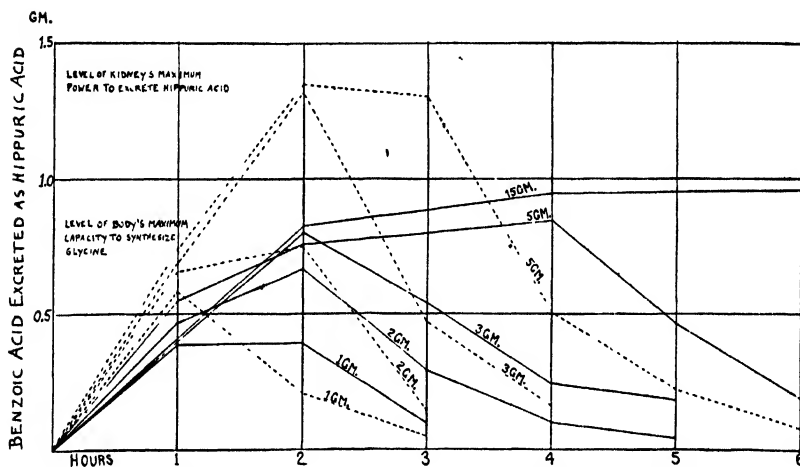 GM.
1.5
LEVEL OF KIDNEY'S MAXIMUM
POWER TO EXCRETE HIPPURIC ACID
1.0
15GM.
5GM.
LEVEL OF BODY'S MAXIMUM
CAPACITY TO SYNTHESIZE
GLYCINE
5GM.
0.5
2GM.
3GM.
1GM.
2GM.
3GM.
1GM.
BENZOIC ACID EXCRETED AS HIPPURIC ACID
HOURS 1 2 3 4 5 6